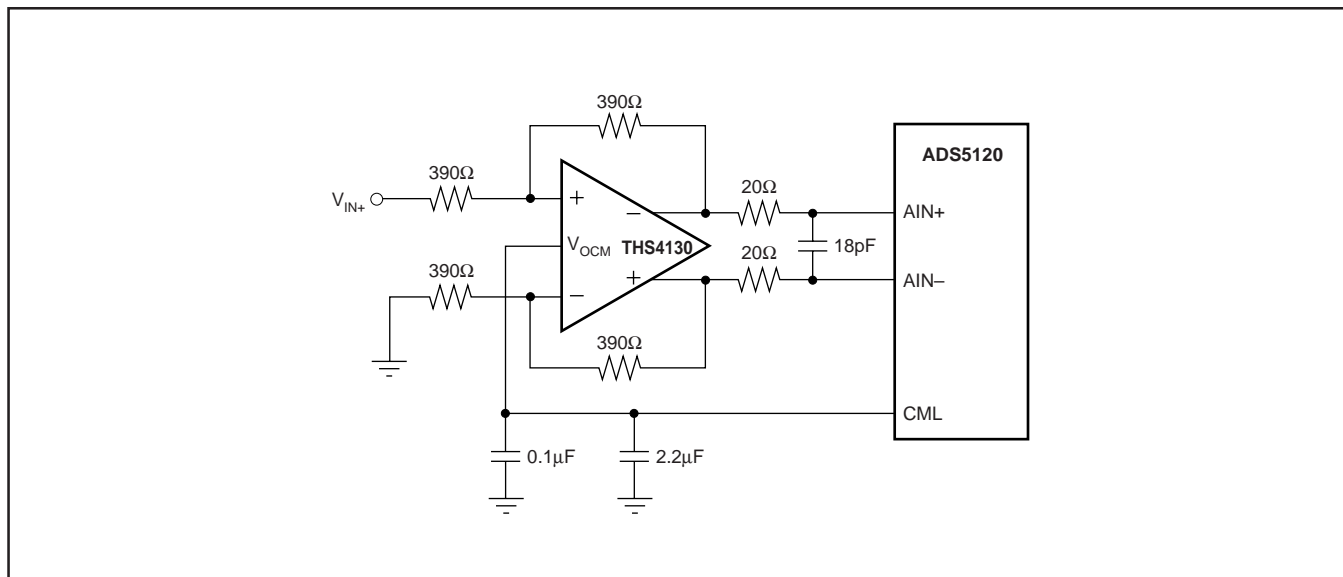 390Ω
ADS5120
390Ω
20Ω
V_IN+
+
−
AIN+
V_OCM THS4130
18pF
390Ω
20Ω
+
−
AIN−
390Ω
CML
0.1µF
2.2µF